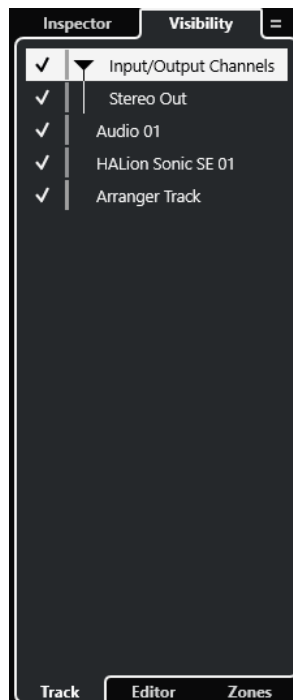 Inspector Visibility
Input/Output Channels
Stereo Out
Audio 01
HALion Sonic SE 01
Arranger Track
Track Editor Zones